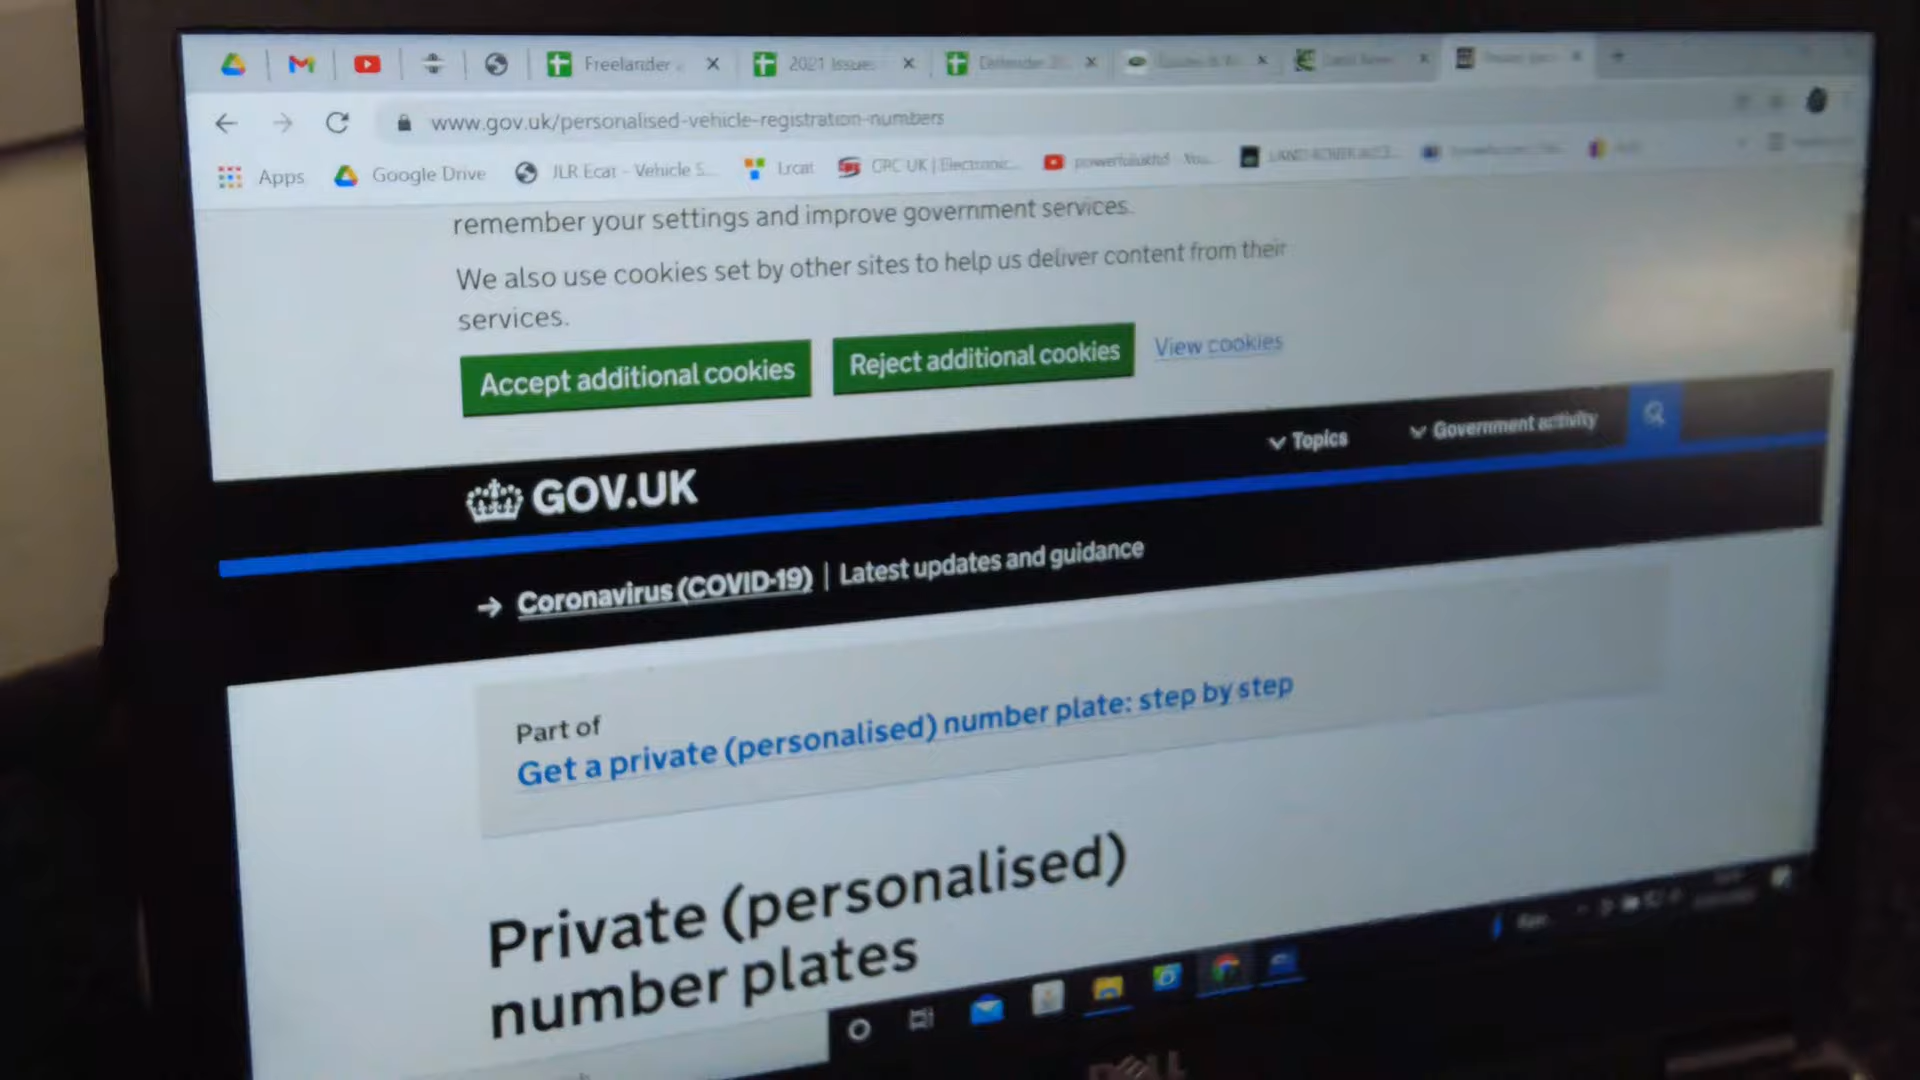 Freelander
2021 Issues
www.gov.uk/personalised-vehicle-registration-numbers
Apps Google Drive JLR Ecat - Vehicle S... Lrcat CPC UK | Electronic...
remember your settings and improve government services.
We also use cookies set by other sites to help us deliver content from their
services.
Accept additional cookies Reject additional cookies View cookies
Topics Government activity
GOV.UK
→ Coronavirus (COVID-19) | Latest updates and guidance
Part of
Get a private (personalised) number plate: step by step
Private (personalised)
number plates
DELL